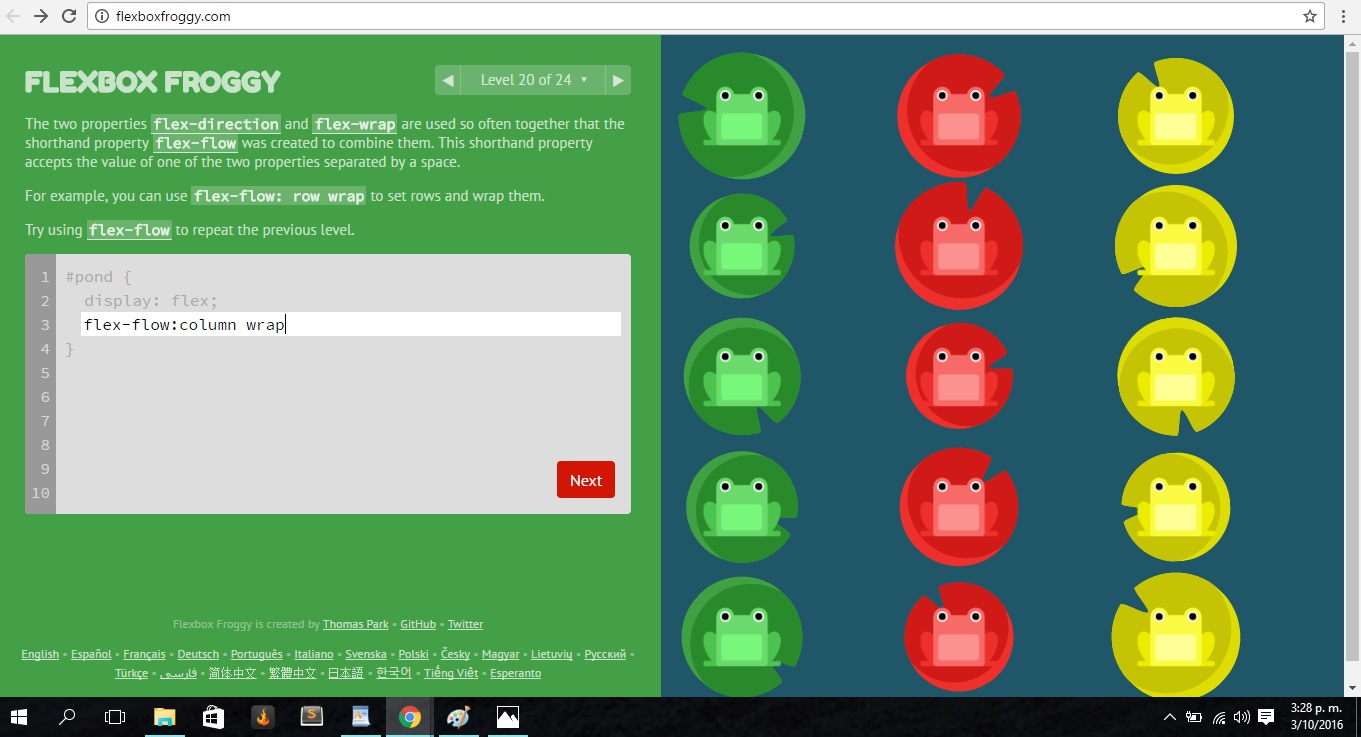 flexboxfroggy.com
FLEXBOX FROGGY
◀ Level 20 of 24 ▼ ▶
The two properties flex-direction and flex-wrap are used so often together that the
shorthand property flex-flow was created to combine them. This shorthand property
accepts the value of one of the two properties separated by a space.
For example, you can use flex-flow: row wrap to set rows and wrap them.
Try using flex-flow to repeat the previous level.
1 #pond {
2 display: flex;
3 flex-flow:column wrap
4 }
5
6
7
8
9
10
Next
Flexbox Froggy is created by Thomas Park • GitHub • Twitter
English • Español • Français • Deutsch • Português • Italiano • Svenska • Polski • Česky • Magyar • Lietuvių • Русский •
Türkçe • فارسی • 简体中文 • 繁體中文 • 日本語 • 한국어 • Tiếng Việt • Esperanto
3:28 p. m.
3/10/2016